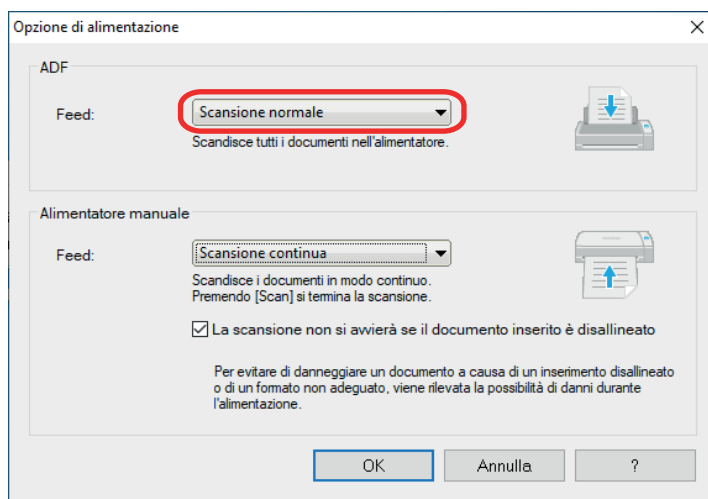 Opzione di alimentazione
ADF
Feed:
Scansione normale
Scandisce tutti i documenti nell'alimentatore.
Alimentatore manuale
Feed:
Scansione continua
Scandisce i documenti in modo continuo.
Premendo [Scan] si termina la scansione.
La scansione non si avvierà se il documento inserito è disallineato
Per evitare di danneggiare un documento a causa di un inserimento disallineato
o di un formato non adeguato, viene rilevata la possibilità di danni durante
l'alimentazione.
OK
Annulla
?